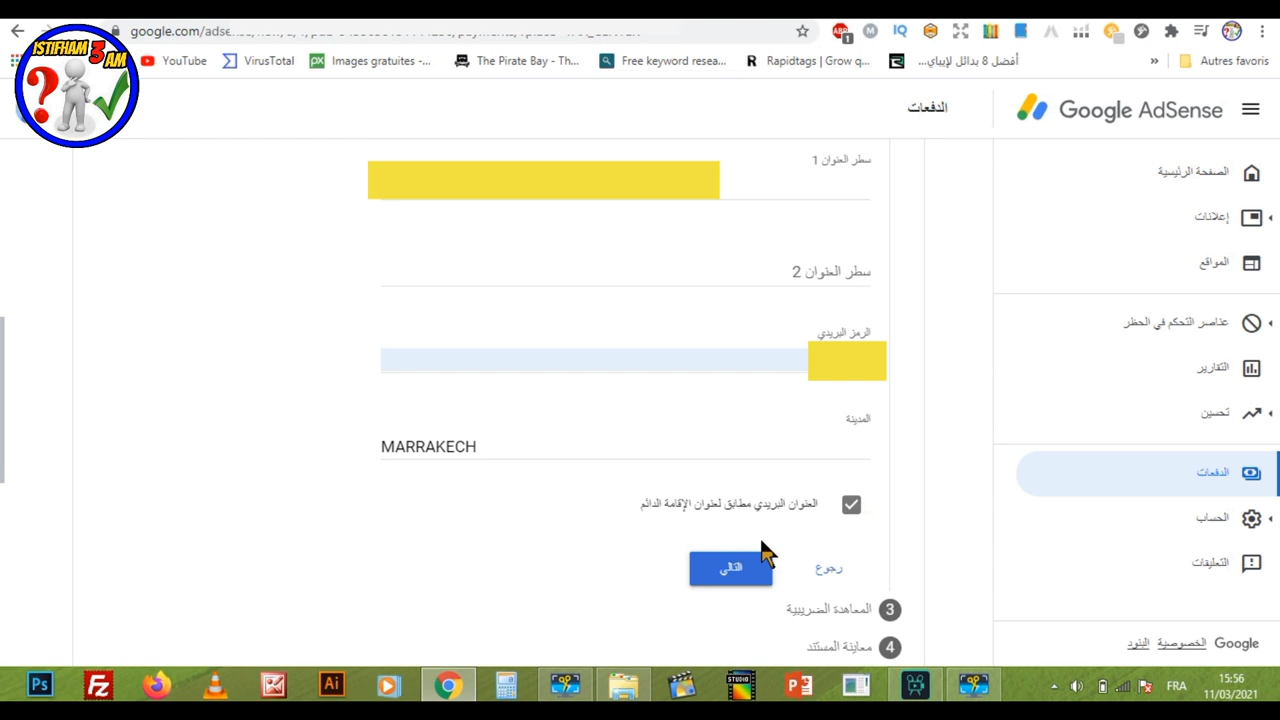 google.com/adse
YouTube
VirusTotal
Images gratuites -...
The Pirate Bay - Th...
Free keyword resea...
Rapidtags | Grow q...
أفضل 8 بدائل لإيباي...
»
Autres favoris
ISTIFHAM 3 AM
الدفعات
Google AdSense
سطر العنوان 1
سطر العنوان 2
الرمز البريدي
المدينة
MARRAKECH
العنوان البريدي مطابق لعنوان الإقامة الدائم
رجوع
التالي
3 المعاهدة الضريبية
4 معاينة المستند
الصفحة الرئيسية
إعلانات
المواقع
عناصر التحكم في الحظر
التقارير
تحسين
الدفعات
الحساب
التعليقات
Google الخصوصية البنود
FRA
15:56
11/03/2021